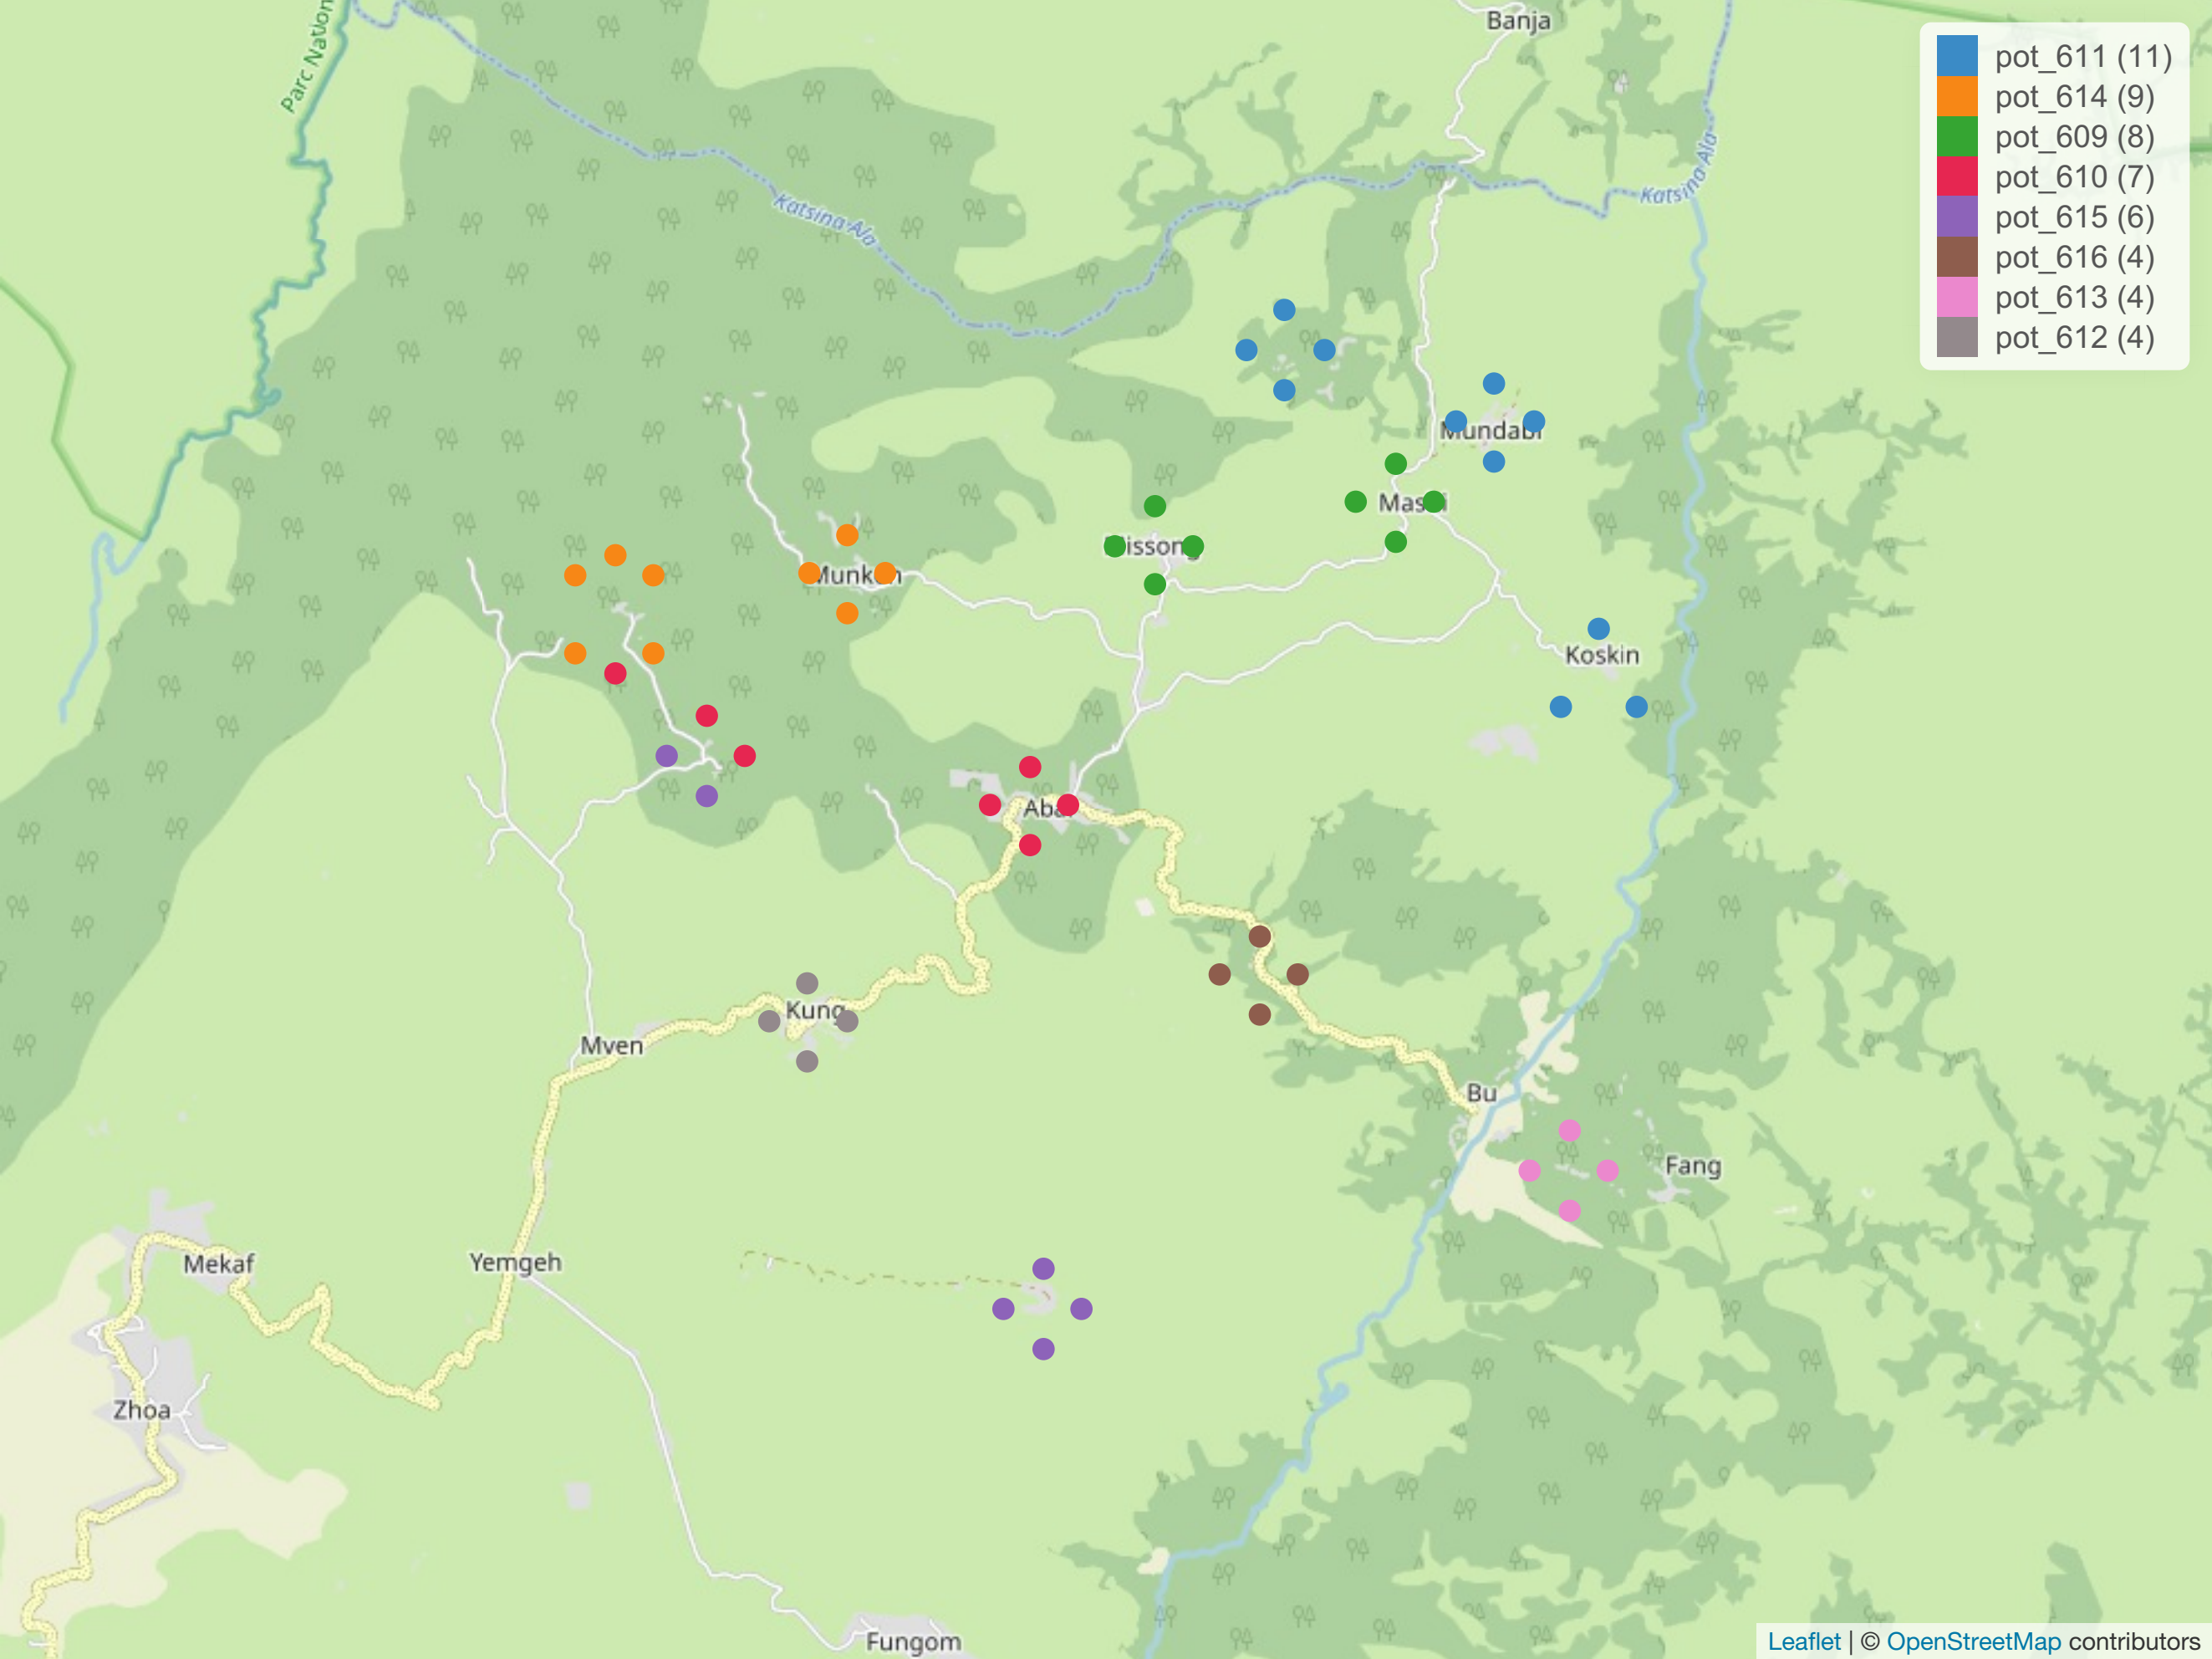 Banja
Parc Nation
pot_611 (11)
pot_614 (9)
pot_609 (8)
pot_610 (7)
pot_615 (6)
pot_616 (4)
pot_613 (4)
pot_612 (4)
Katsina-Ala
Katsina-Ala
Mundabi
Koskin
Kung
Mven
Bu
Fang
Mekaf
Yemgeh
Zhoa
Fungom
Leaflet | © OpenStreetMap contributors